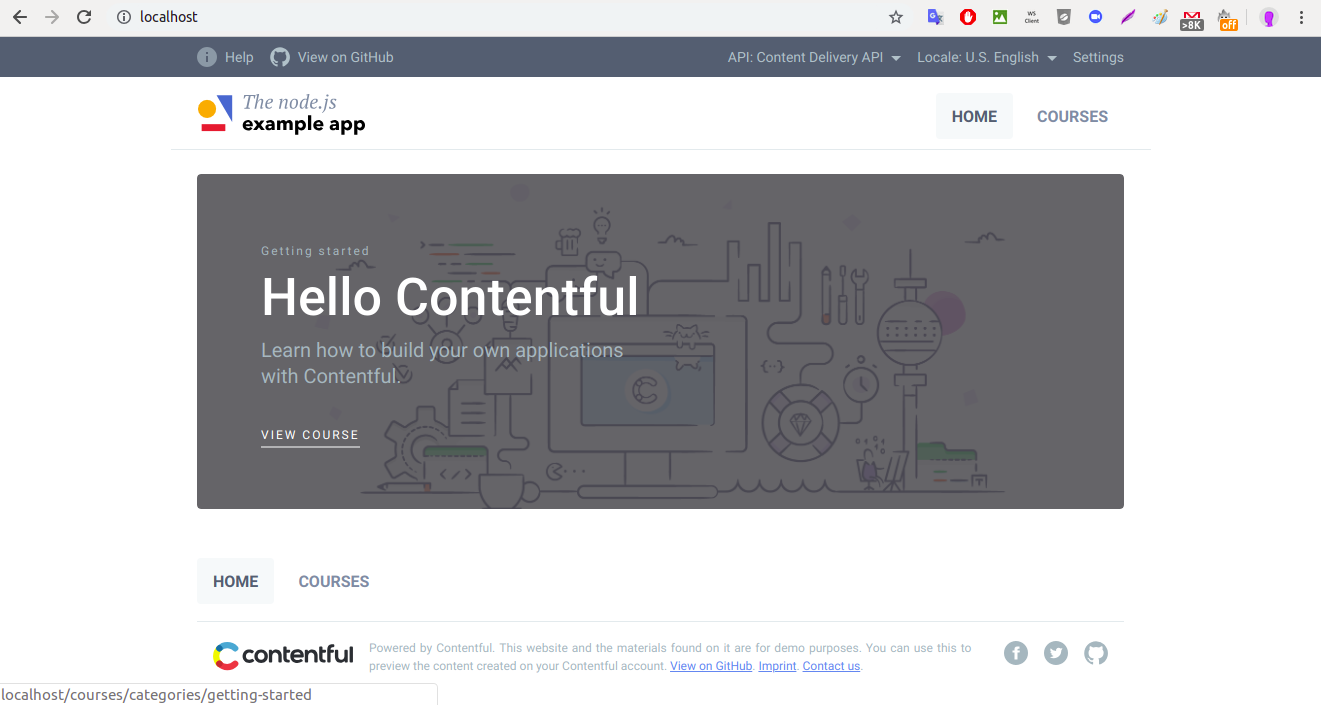 localhost
WS
Client
>8K
off
Help
View on GitHub
API: Content Delivery API
Locale: U.S. English
Settings
The node.js
example app
HOME
COURSES
Getting started
Hello Contentful
Learn how to build your own applications
with Contentful.
VIEW COURSE
HOME
COURSES
contentful
Powered by Contentful. This website and the materials found on it are for demo purposes. You can use this to
preview the content created on your Contentful account. View on GitHub. Imprint. Contact us.
localhost/courses/categories/getting-started